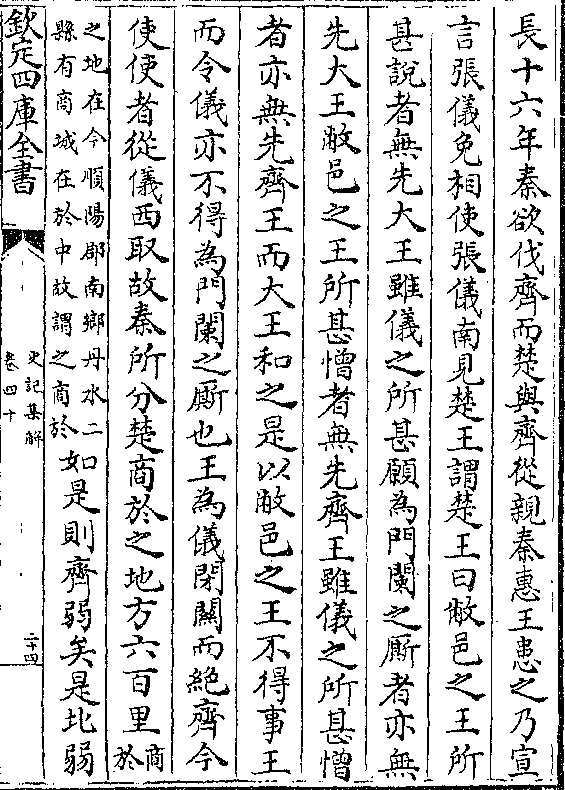 長十六年秦欲伐齊而楚與齊從親秦惠王患之乃宣
言張儀免相使張儀南見楚王謂楚王曰敝邑之王所
甚說者無先大王雖儀之所甚願為門闌之厮者亦無
先大王敝邑之王所甚憎者無先齊王雖儀之所甚憎
者亦無先齊王而大王和之是以敝邑之王不得事王
而令儀亦不得為門闌之厮也王為儀閉關而絶齊今
使使者從儀西取故秦所分楚商於之地方六百里商於
之地在今順陽郡南鄉丹水二
縣有商城在於中故謂之商於
如是則齊弱矣是北弱
欽定四庫全書
史記集解
卷四十
二十四